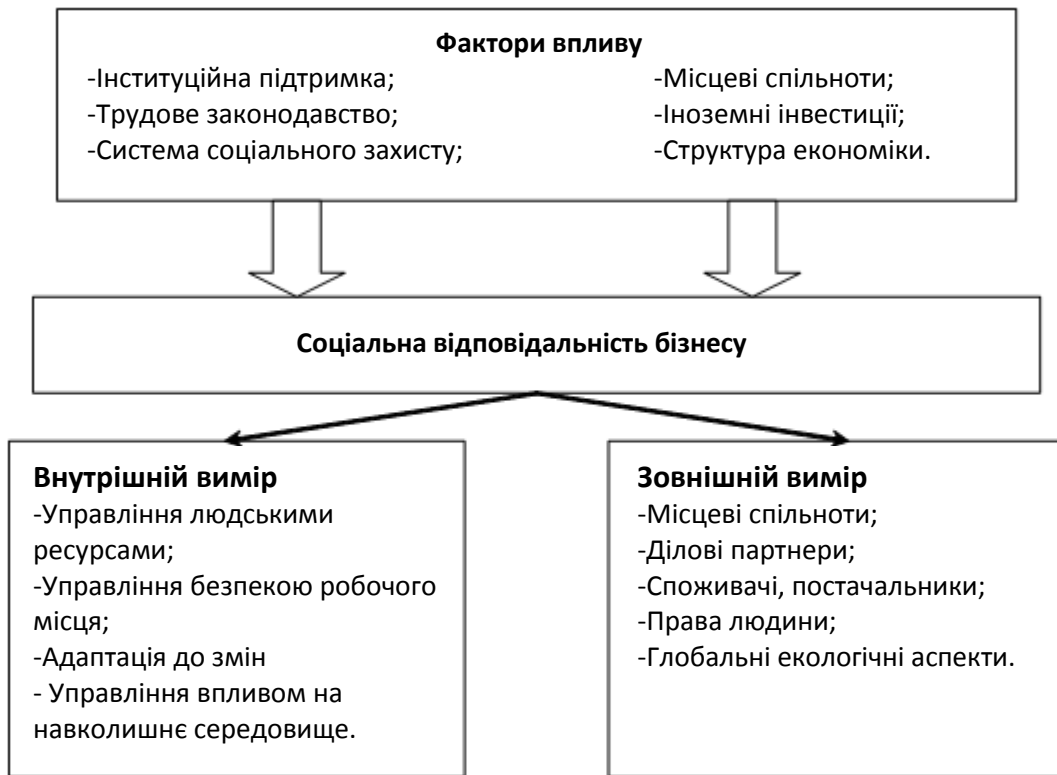 Фактори впливу
-Інституційна підтримка;
-Трудове законодавство;
-Система соціального захисту;
-Місцеві спільноти;
-Іноземні інвестиції;
-Структура економіки.
Соціальна відповідальність бізнесу
Внутрішній вимір
-Управління людськими
ресурсами;
-Управління безпекою робочого
місця;
-Адаптація до змін
- Управління впливом на
навколишнє середовище.
Зовнішній вимір
-Місцеві спільноти;
-Ділові партнери;
-Споживачі, постачальники;
-Права людини;
-Глобальні екологічні аспекти.